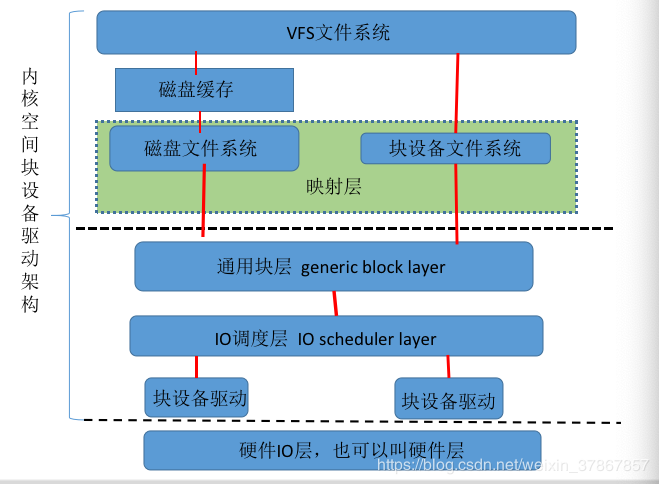 VFS文件系统
内核空间块设备驱动架构
磁盘缓存
磁盘文件系统
块设备文件系统
映射层
通用块层 generic block layer
IO调度层 IO scheduler layer
块设备驱动
块设备驱动
硬件IO层，也可以叫硬件层
https://blog.csdn.net/weixin_37867857